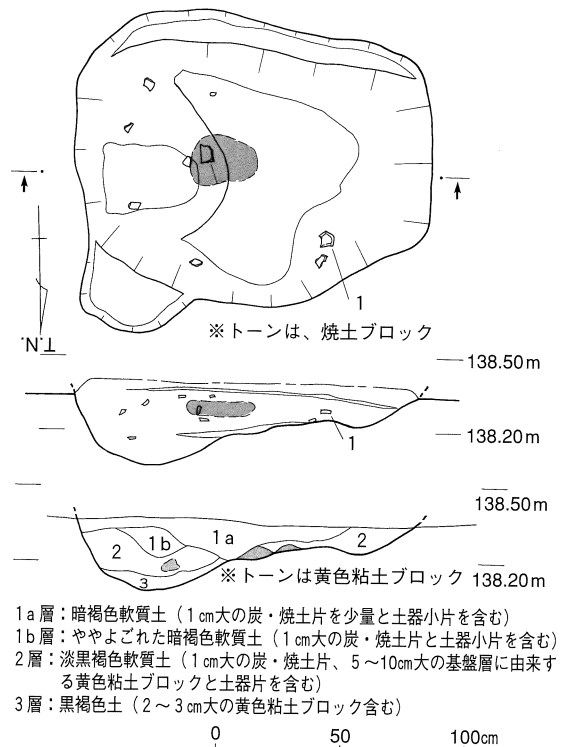 1
※トーンは、焼土ブロック
T.N.
138.50m
1
138.20m
138.50m
1a
1b
2
2
3
※トーンは黄色粘土ブロック
138.20m
1a層：暗褐色軟質土（1㎝大の炭・焼土片を少量と土器小片を含む）
1b層：ややよごれた暗褐色軟質土（1㎝大の炭・焼土片と土器小片を含む）
2層：淡黒褐色軟質土（1㎝大の炭・焼土片、5～10㎝大の基盤層に由来す
る黄色粘土ブロックと土器片を含む）
3層：黒褐色土（2～3㎝大の黄色粘土ブロック含む）
0 50 100cm